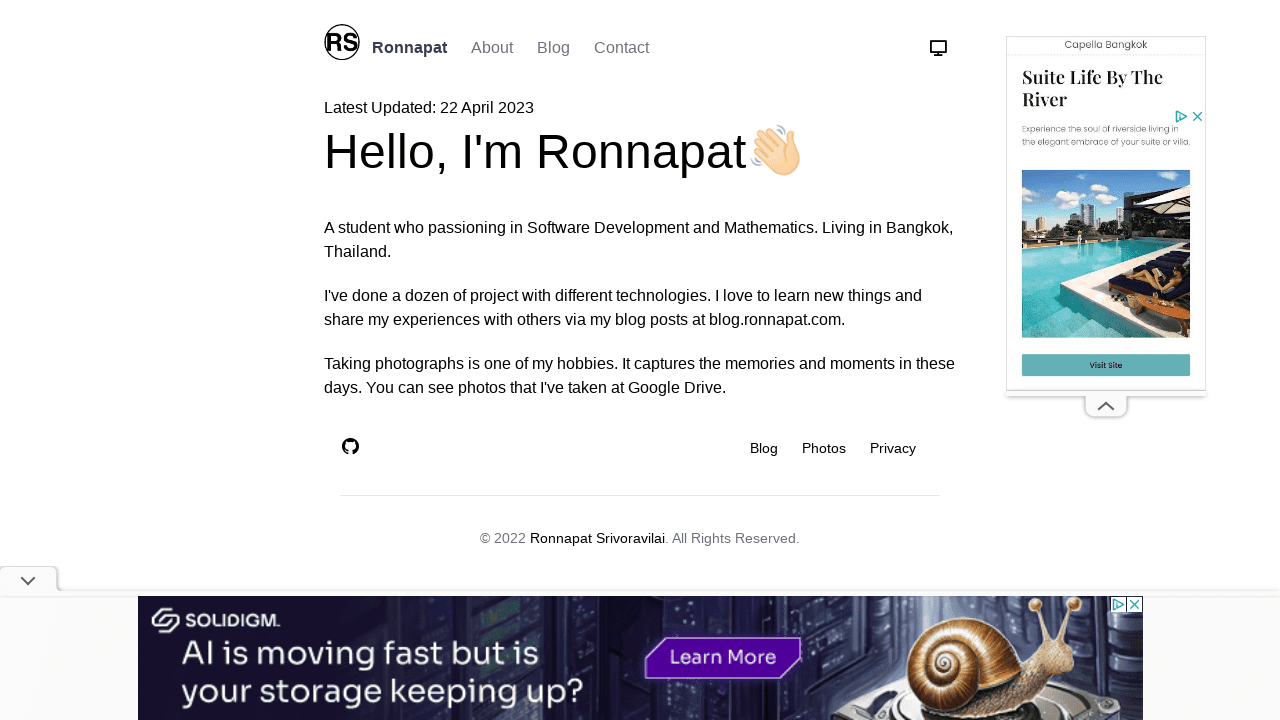 RS
Ronnapat About Blog Contact
Latest Updated: 22 April 2023
Hello, I'm Ronnapat👋🏻
A student who passioning in Software Development and Mathematics. Living in Bangkok,
Thailand.
I've done a dozen of project with different technologies. I love to learn new things and
share my experiences with others via my blog posts at blog.ronnapat.com.
Taking photographs is one of my hobbies. It captures the memories and moments in these
days. You can see photos that I've taken at Google Drive.
Blog Photos Privacy
© 2022 Ronnapat Srivoravilai. All Rights Reserved.
Capella Bangkok
Suite Life By The
River
Experience the soul of riverside living in
the elegant embrace of your suite or villa.
Visit Site
SOLIDIGM
AI is moving fast but is
your storage keeping up?
Learn More